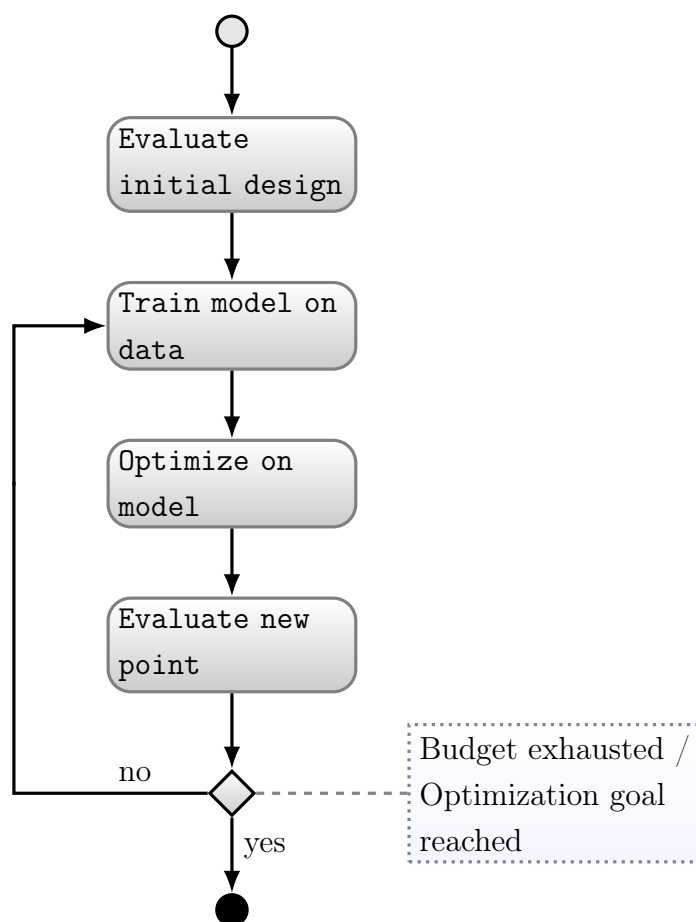 Evaluate
initial design
Train model on
data
Optimize on
model
Evaluate new
point
no
Budget exhausted /
Optimization goal
reached
yes